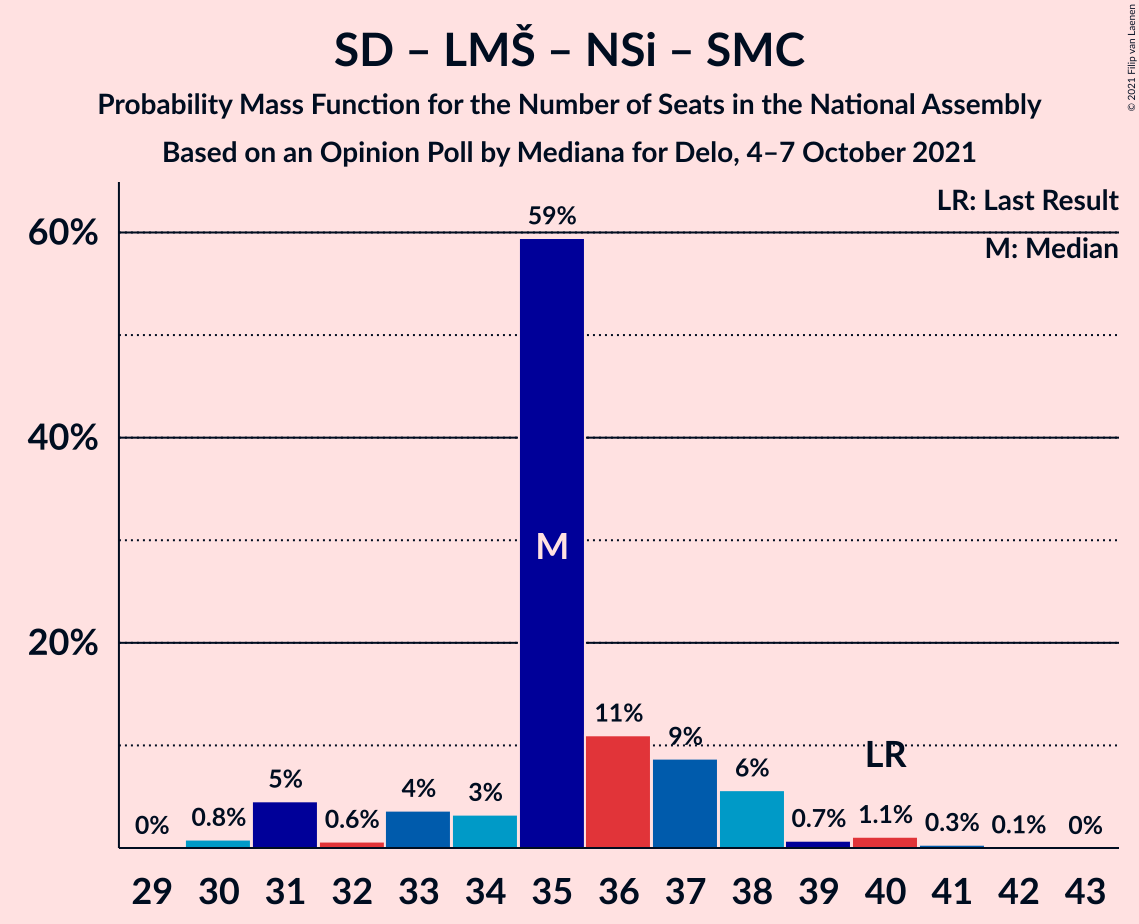 SD – LMŠ – NSi – SMC
Probability Mass Function for the Number of Seats in the National Assembly
Based on an Opinion Poll by Mediana for Delo, 4–7 October 2021
© 2021 Filip van Laenen
LR: Last Result
M: Median
60%
40%
20%
0%
0.8%
5%
0.6%
4%
3%
59%
11%
9%
6%
0.7%
1.1%
0.3%
0.1%
0%
M
LR
29 30 31 32 33 34 35 36 37 38 39 40 41 42 43